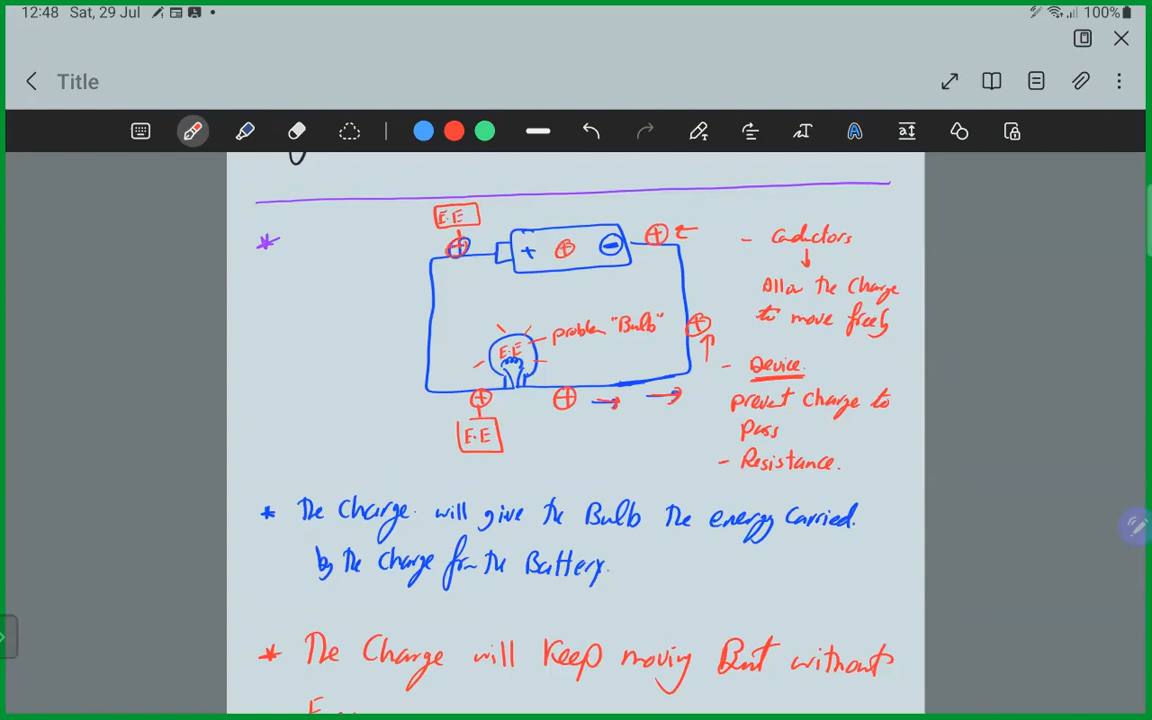 12:48 Sat, 29 Jul
100%
Title
E.E
+ + -
+
- Coductors
Allow the Charge
to move freely
problem "Bulb"
E.E
+
- Device
prevet Charge to
pass
- Resistance.
+ +
E.E
* The Charge will give the Bulb the energy Carried
by the Charge from the Battery.
* The Charge will Keep moving But without